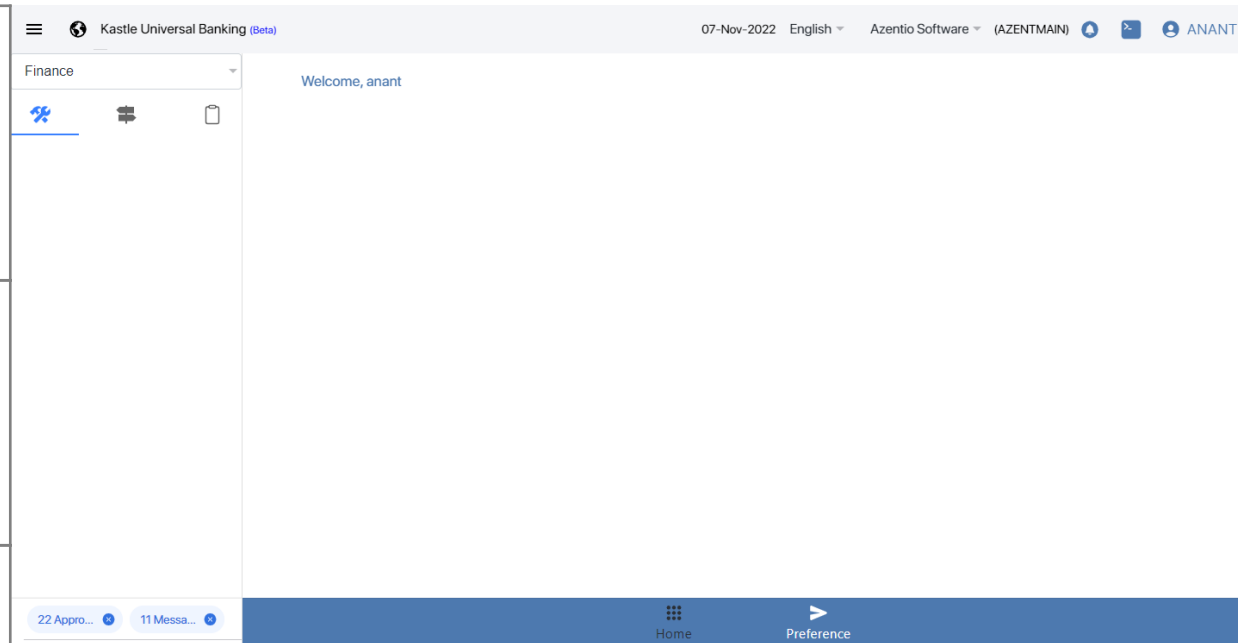 Kastle Universal Banking (Beta) 07-Nov-2022 English Azentio Software (AZENTMAIN) ANANT
Finance
Welcome, anant
22 Appro... 11 Messa...
Home Preference